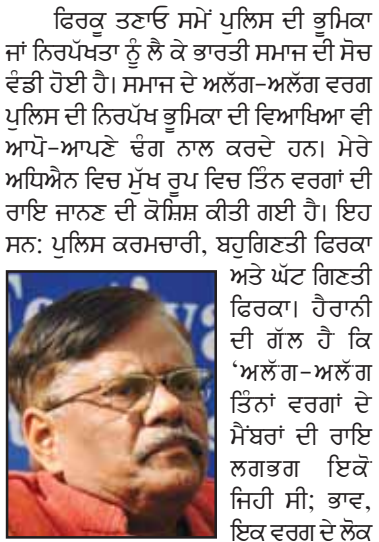 ਫਿਰਕੂ ਤਣਾਓ ਸਮੇਂ ਪੁਲਿਸ ਦੀ ਭੂਮਿਕਾ
ਜਾਂ ਨਿਰਪੱਖਤਾ ਨੂੰ ਲੈ ਕੇ ਭਾਰਤੀ ਸਮਾਜ ਦੀ ਸੋਚ
ਵੰਡੀ ਹੋਈ ਹੈ। ਸਮਾਜ ਦੇ ਅਲੱਗ-ਅਲੱਗ ਵਰਗ
ਪੁਲਿਸ ਦੀ ਨਿਰਪੱਖ ਭੂਮਿਕਾ ਦੀ ਵਿਆਖਿਆ ਵੀ
ਆਪੋ-ਆਪਣੇ ਢੰਗ ਨਾਲ ਕਰਦੇ ਹਨ। ਮੇਰੇ
ਅਧਿਐਨ ਵਿਚ ਮੁੱਖ ਰੂਪ ਵਿਚ ਤਿੰਨ ਵਰਗਾਂ ਦੀ
ਰਾਇ ਜਾਨਣ ਦੀ ਕੋਸ਼ਿਸ਼ ਕੀਤੀ ਗਈ ਹੈ। ਇਹ
ਸਨ: ਪੁਲਿਸ ਕਰਮਚਾਰੀ, ਬਹੁਗਿਣਤੀ ਫਿਰਕਾ
ਅਤੇ ਘੱਟ ਗਿਣਤੀ
ਫਿਰਕਾ। ਹੈਰਾਨੀ
ਦੀ ਗੱਲ ਹੈ ਕਿ
‘ਅਲੱਗ-ਅਲੱਗ
ਤਿੰਨਾਂ ਵਰਗਾਂ ਦੇ
ਮੈਂਬਰਾਂ ਦੀ ਰਾਇ
ਲਗਭਗ ਇਕੋ
ਜਿਹੀ ਸੀ; ਭਾਵ,
ਇਕ ਵਰਗ ਦੇ ਲੋਕ